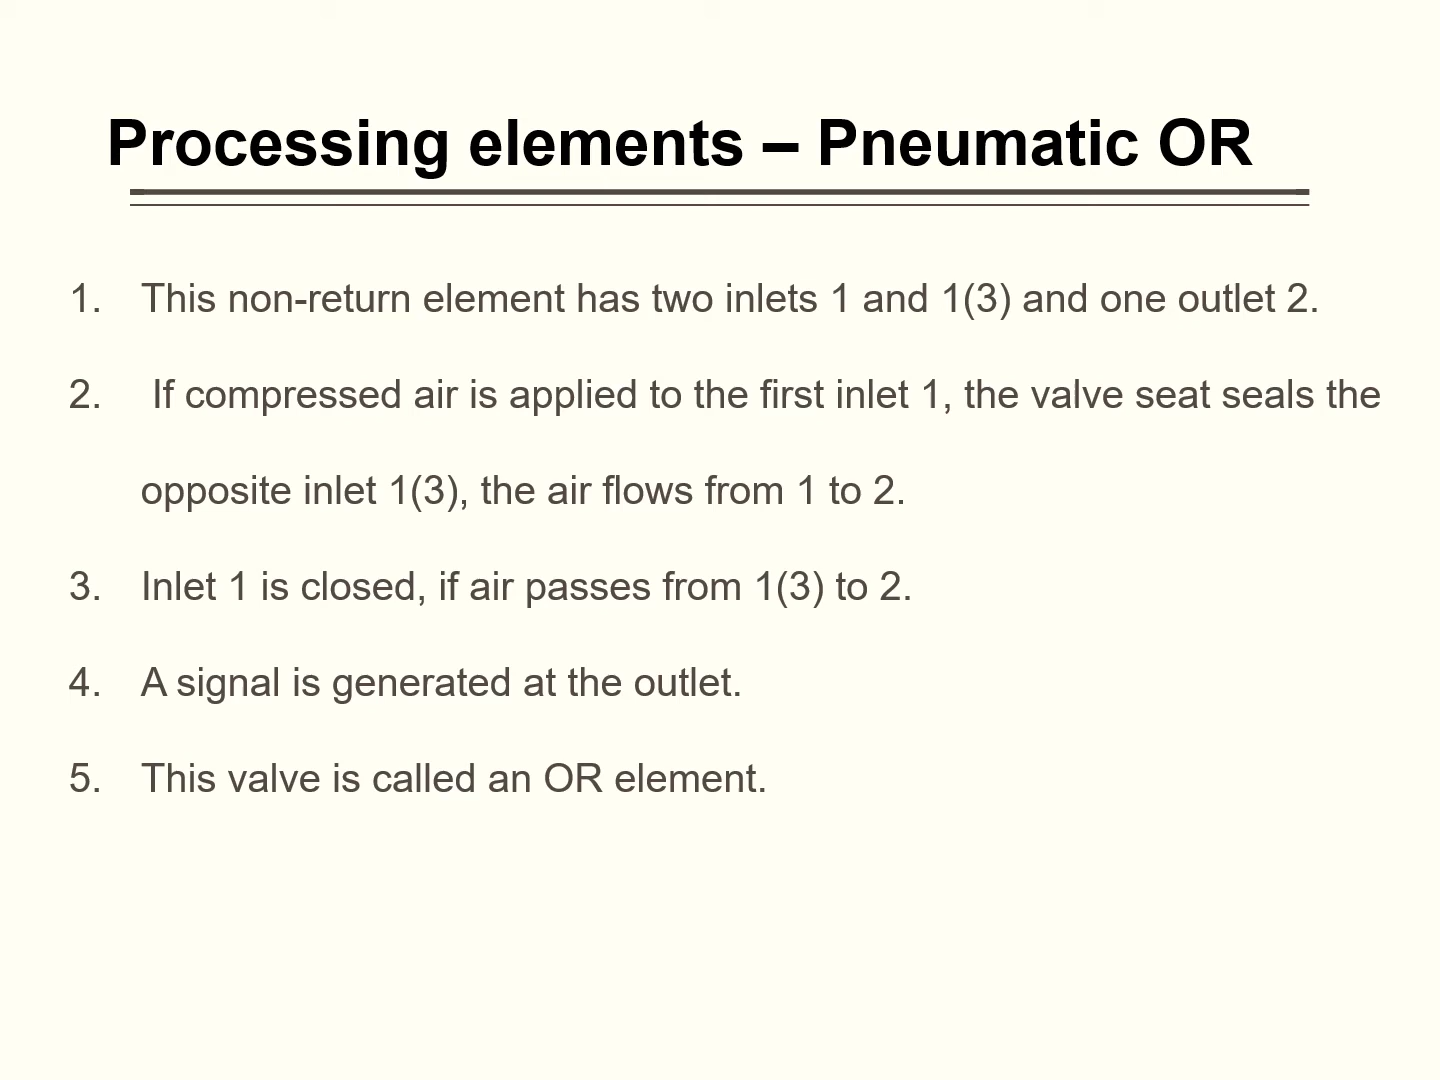 Processing elements – Pneumatic OR
1. This non-return element has two inlets 1 and 1(3) and one outlet 2.
2. If compressed air is applied to the first inlet 1, the valve seat seals the
opposite inlet 1(3), the air flows from 1 to 2.
3. Inlet 1 is closed, if air passes from 1(3) to 2.
4. A signal is generated at the outlet.
5. This valve is called an OR element.